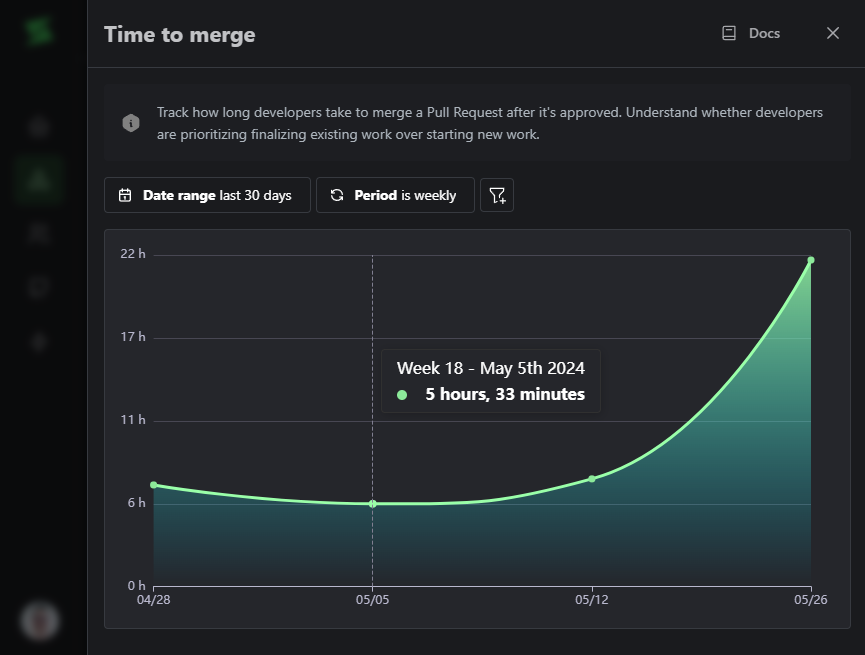 Time to merge
Docs
Track how long developers take to merge a Pull Request after it's approved. Understand whether developers
are prioritizing finalizing existing work over starting new work.
Date range last 30 days
Period is weekly
22 h
17 h
11 h
6 h
0 h
Week 18 - May 5th 2024
5 hours, 33 minutes
04/28
05/05
05/12
05/26